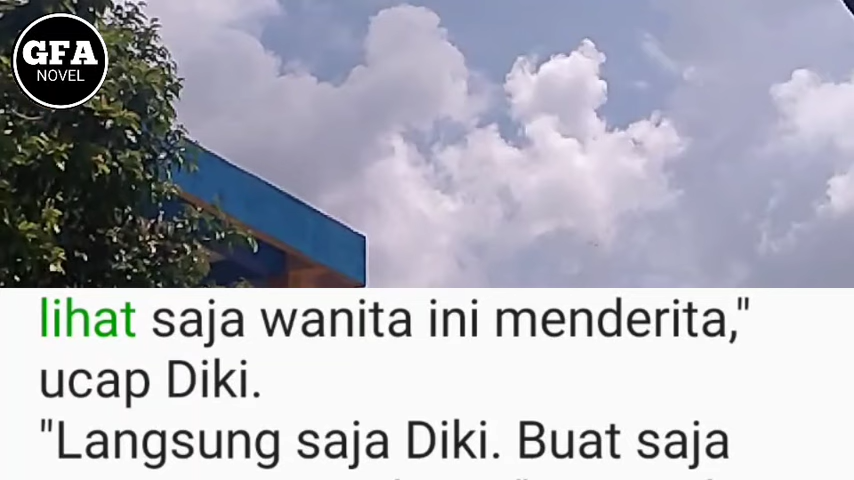 GFA
NOVEL
lihat saja wanita ini menderita,"
ucap Diki.
"Langsung saja Diki. Buat saja